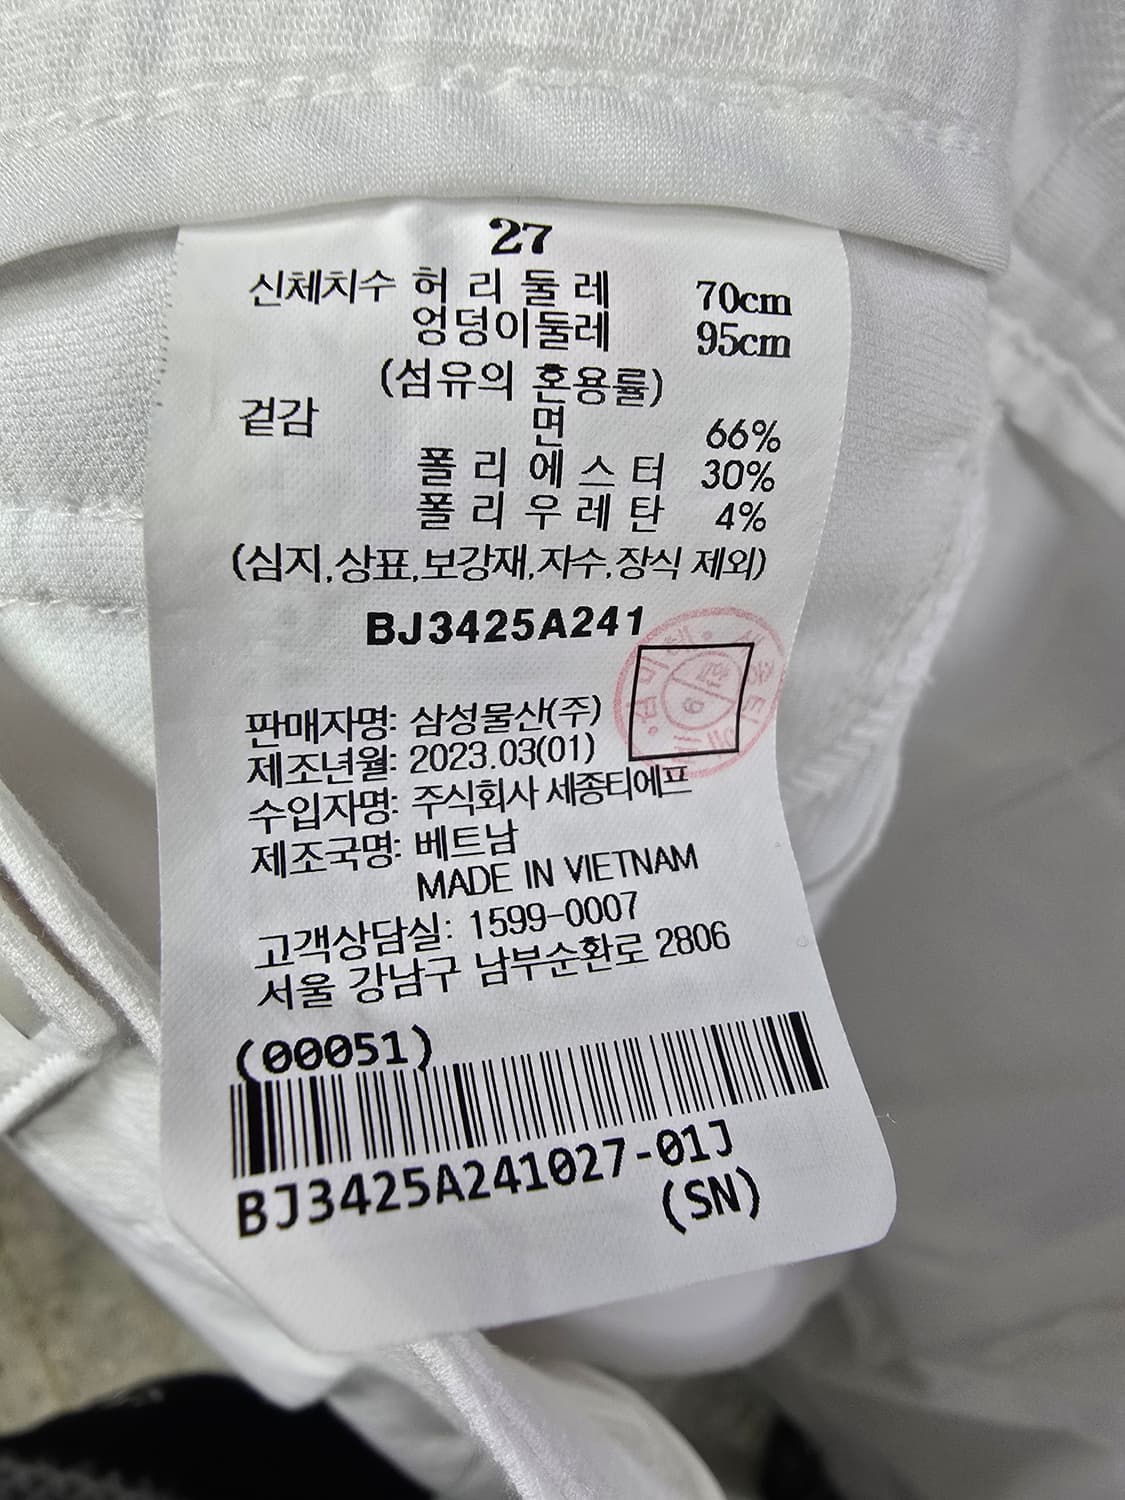 27
신체치수 허리둘레 70cm
엉덩이둘레 95cm
(섬유의 혼용률)
겉감 면 66%
폴리에스터 30%
폴리우레탄 4%
(심지,상표,보강재,자수,장식 제외)
BJ3425A241
판매자명: 삼성물산(주)
제조년월: 2023.03(01)
수입자명: 주식회사 세종티에프
제조국명: 베트남
MADE IN VIETNAM
고객상담실: 1599-0007
서울 강남구 남부순환로 2806
(00051)
BJ3425A241027-01J
(SN)